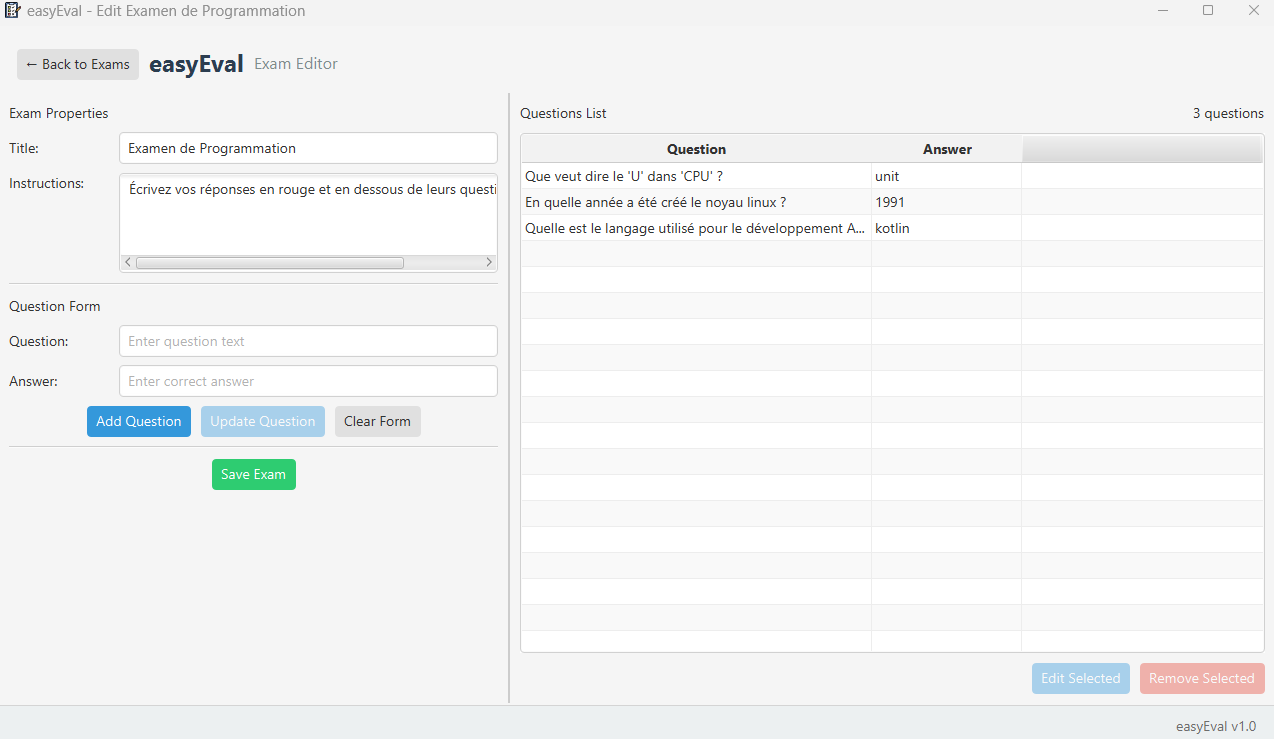 easyEval - Edit Examen de Programmation
← Back to Exams easyEval Exam Editor
Exam Properties
Title: Examen de Programmation
Instructions: Écrivez vos réponses en rouge et en dessous de leurs questi
Question Form
Question: Enter question text
Answer: Enter correct answer
Add Question Update Question Clear Form
Save Exam
Questions List 3 questions
Question Answer
Que veut dire le 'U' dans 'CPU' ? unit
En quelle année a été créé le noyau linux ? 1991
Quelle est le langage utilisé pour le développement A... kotlin
Edit Selected Remove Selected
easyEval v1.0